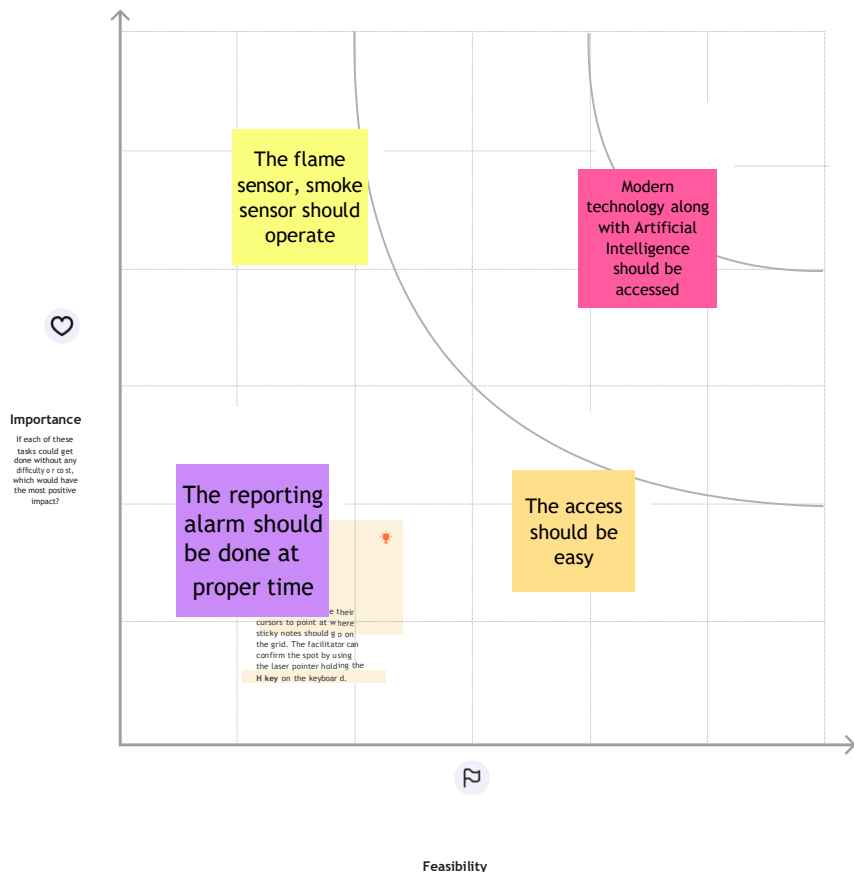 The flame
sensor, smoke
sensor should
operate
Modern
technology along
with Artificial
Intelligence
should be
accessed
Importance
If each of these
tasks could get
done without any
difficulty or cost,
which would have
the most positive
impact?
The reporting
alarm should
be done at
proper time
The access
should be
easy
their
cursors to point at where
sticky notes should go on
the grid. The facilitator can
confirm the spot by using
the laser pointer holding the
H key on the keyboard.
Feasibility